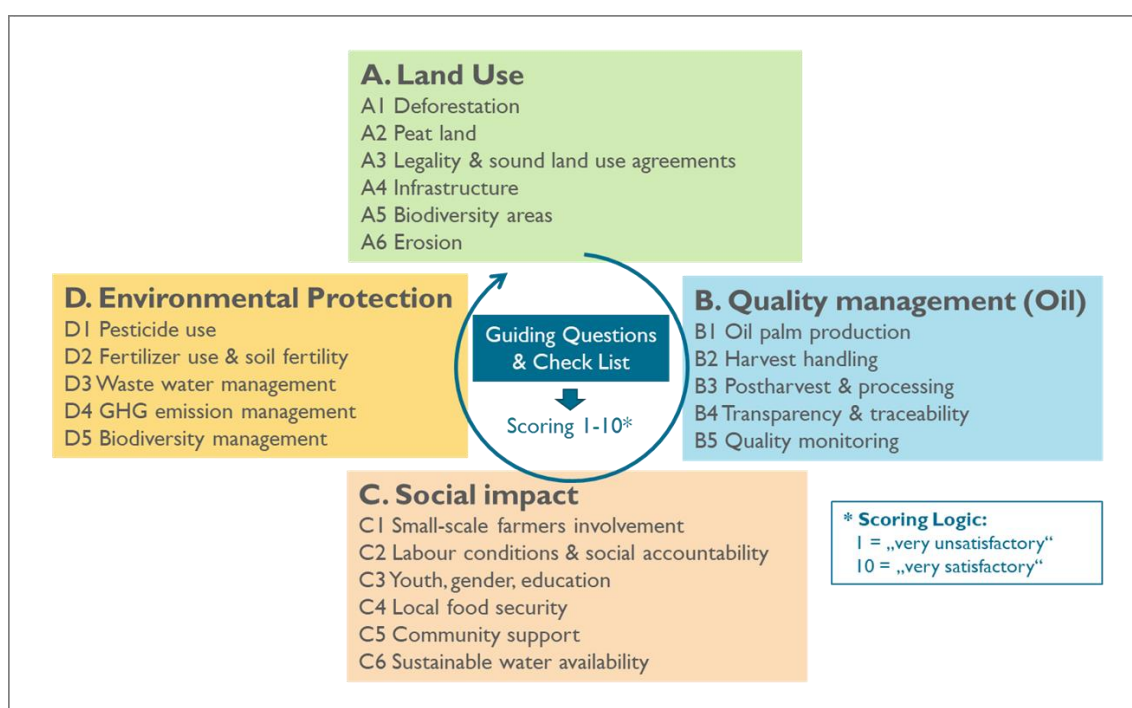 A. Land Use
A1 Deforestation
A2 Peat land
A3 Legality & sound land use agreements
A4 Infrastructure
A5 Biodiversity areas
A6 Erosion
D. Environmental Protection
D1 Pesticide use
D2 Fertilizer use & soil fertility
D3 Waste water management
D4 GHG emission management
D5 Biodiversity management
Guiding Questions
& Check List
Scoring 1-10*
B. Quality management (Oil)
B1 Oil palm production
B2 Harvest handling
B3 Postharvest & processing
B4 Transparency & traceability
B5 Quality monitoring
C. Social impact
C1 Small-scale farmers involvement
C2 Labour conditions & social accountability
C3 Youth, gender, education
C4 Local food security
C5 Community support
C6 Sustainable water availability
* Scoring Logic:
1 = „very unsatisfactory“
10 = „very satisfactory“